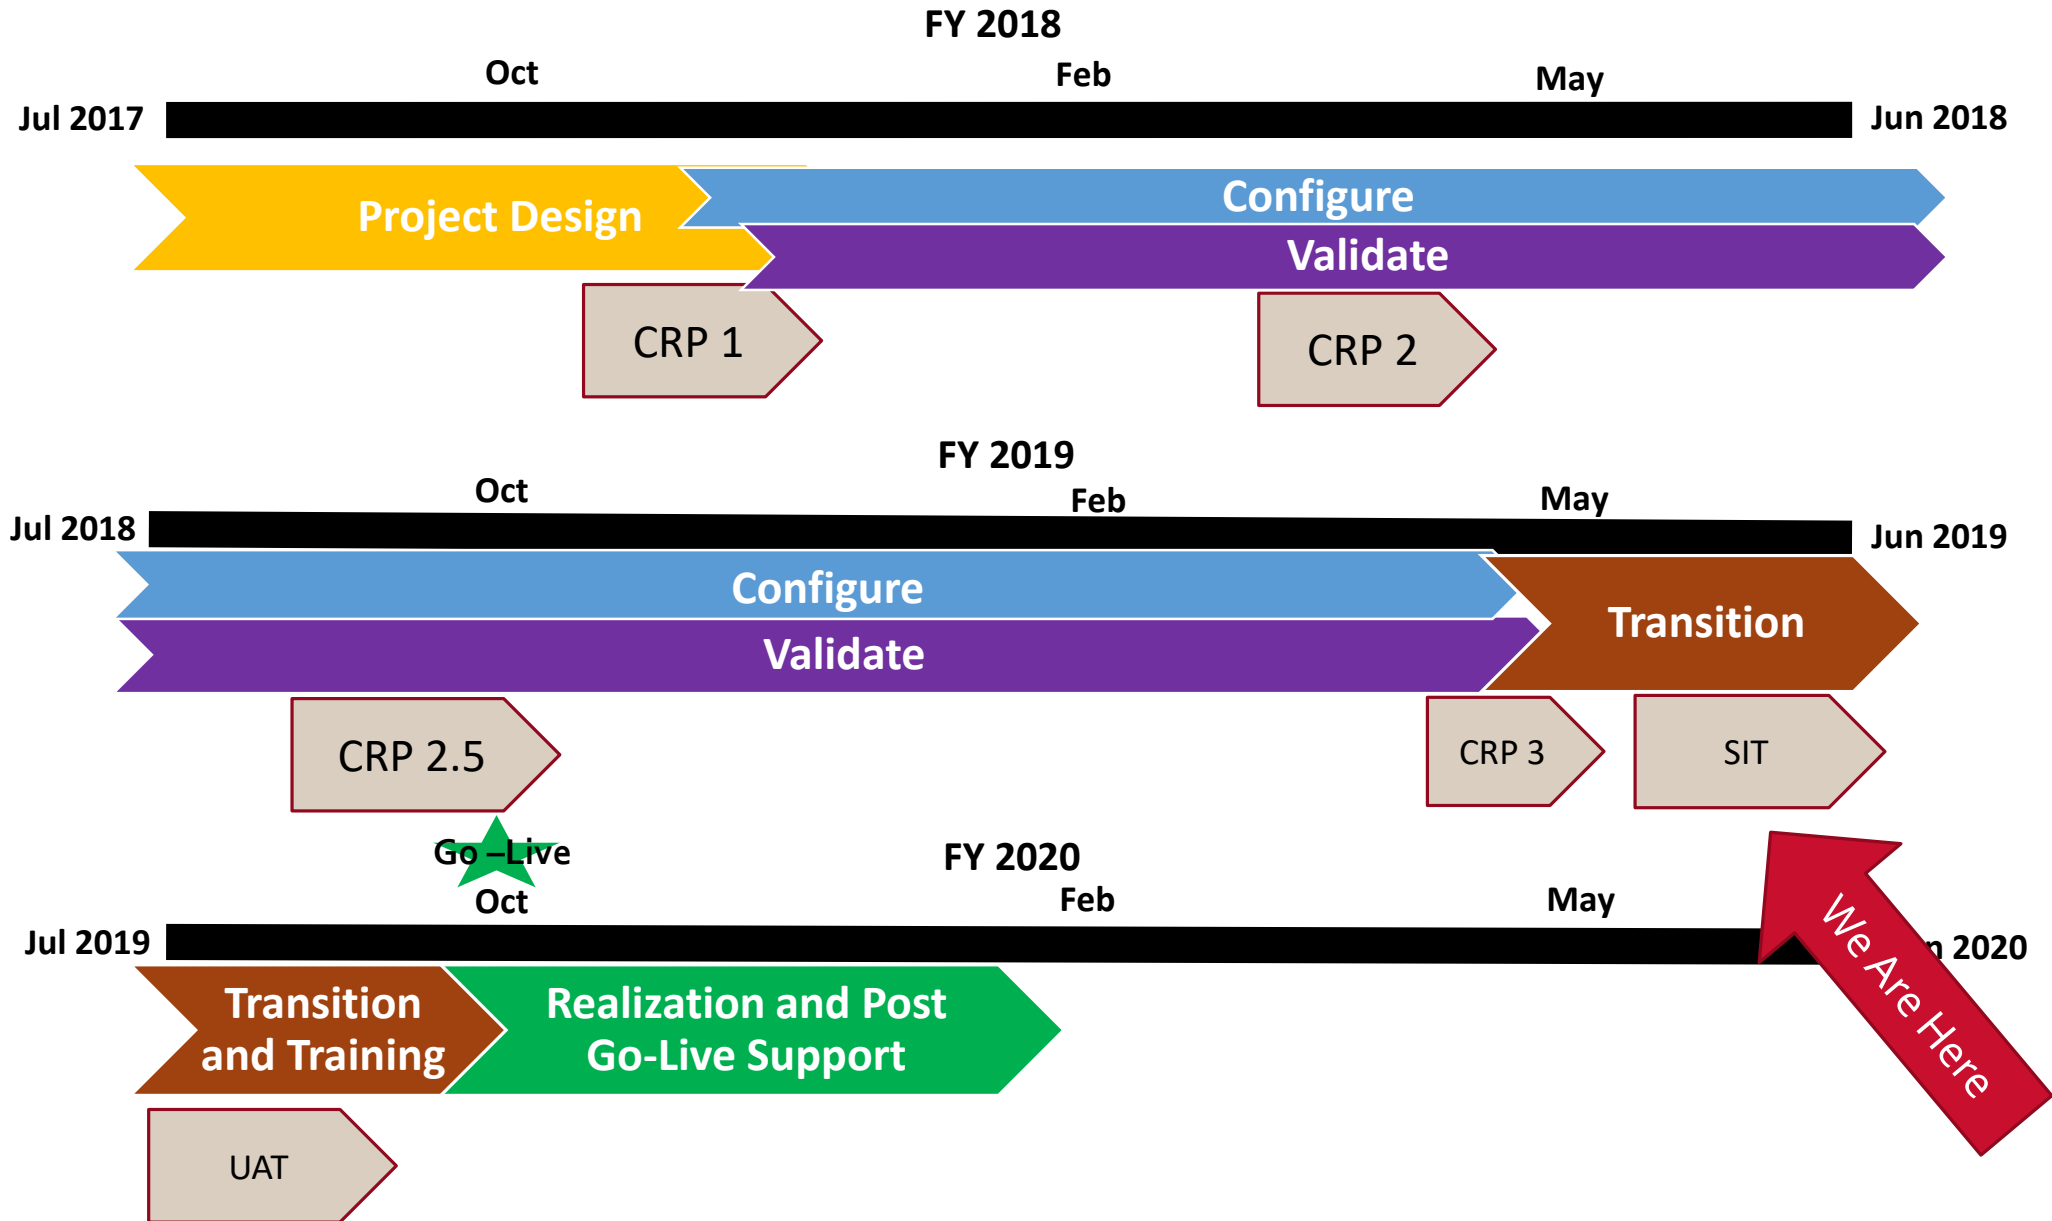 FY 2018
Oct
Feb
May
Jul 2017
Jun 2018
Project Design
Configure
Validate
CRP 1
CRP 2
FY 2019
Oct
Feb
May
Jul 2018
Jun 2019
Configure
Validate
Transition
CRP 2.5
CRP 3
SIT
Go –Live
FY 2020
Oct
Feb
May
Jul 2019
2020
We Are Here
Transition
and Training
Realization and Post
Go-Live Support
UAT